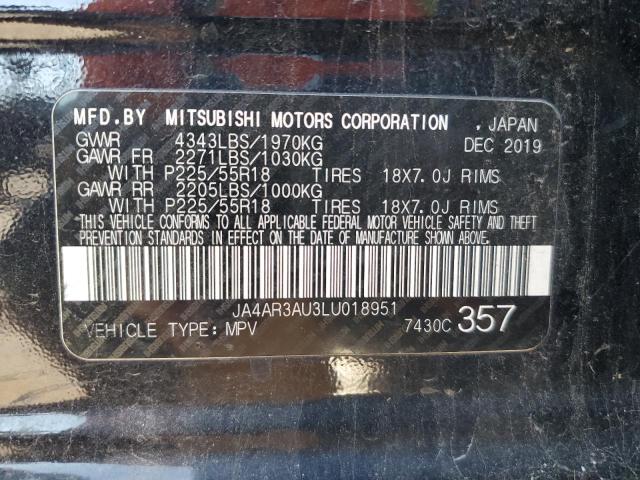 MFD.BY MITSUBISHI MOTORS CORPORATION , JAPAN
GVWR 4343LBS/1970KG DEC 2019
GAWR FR 2271LBS/1030KG
WITH P225/55R18 TIRES 18X7.0J RIMS
GAWR RR 2205LBS/1000KG
WITH P225/55R18 TIRES 18X7.0J RIMS
THIS VEHICLE CONFORMS TO ALL APPLICABLE FEDERAL MOTOR VEHICLE SAFETY AND THEFT
PREVENTION STANDARDS IN EFFECT ON THE DATE OF MANUFACTURE SHOWN ABOVE.
JA4AR3AU3LU018951
VEHICLE TYPE: MPV 7430C 357